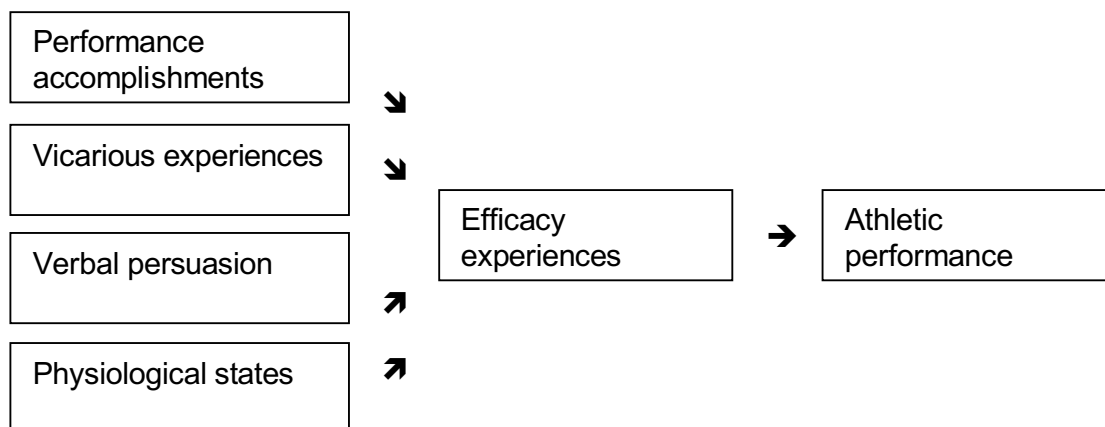 Performance
accomplishments
Vicarious experiences
Verbal persuasion
Physiological states
Efficacy
experiences
Athletic
performance